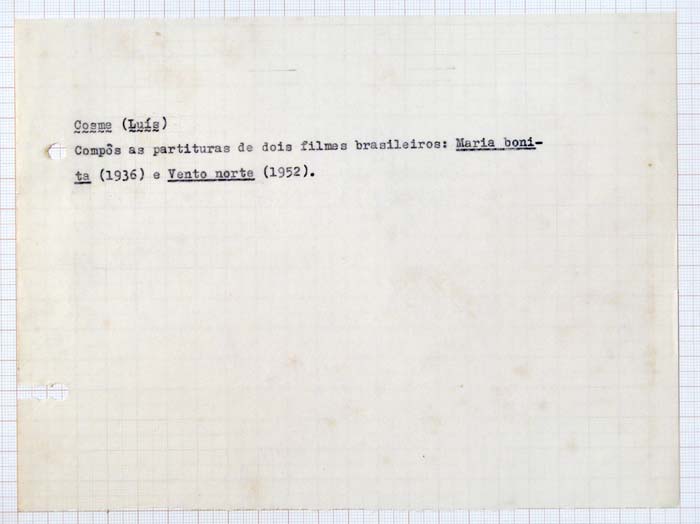 Cosme (Luís)
Compôs as partituras de dois filmes brasileiros: Maria boni-
ta (1936) e Vento norte (1952).